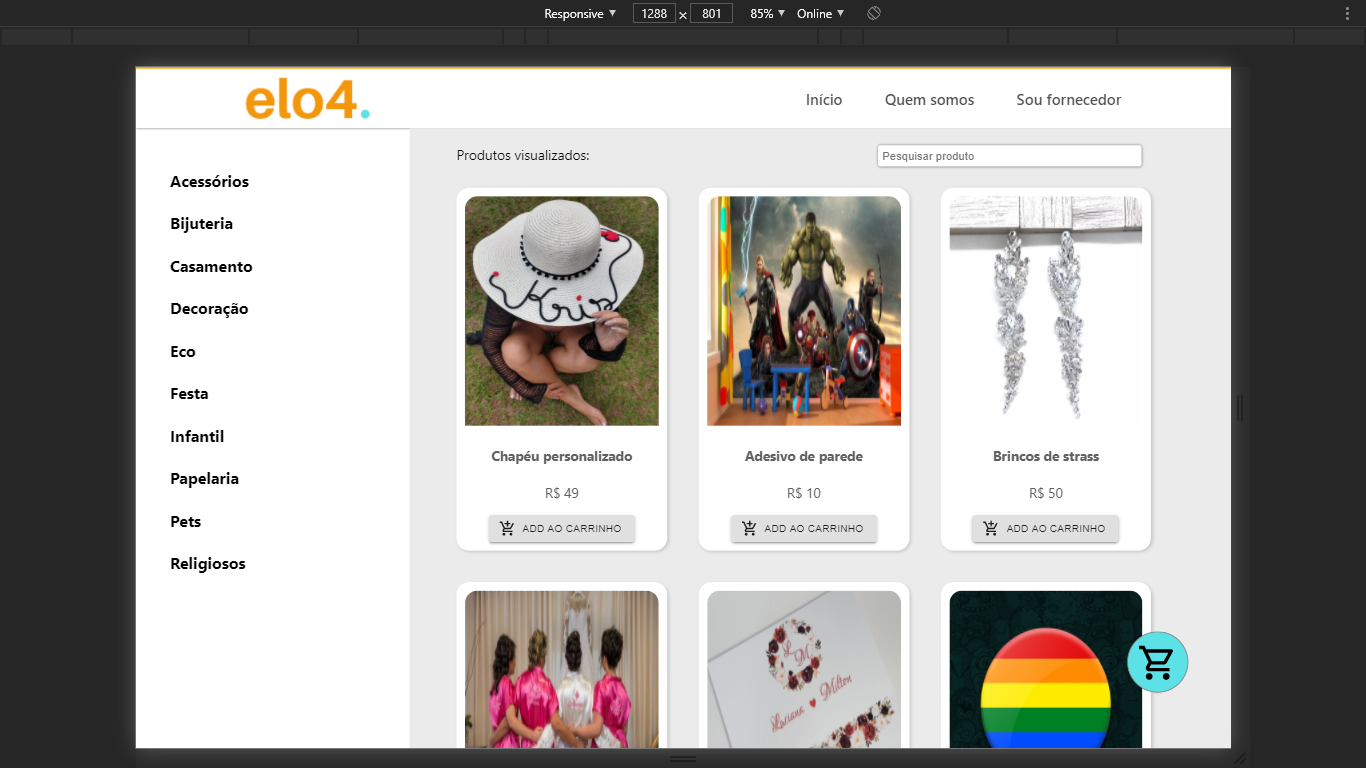 Responsive 1288 × 801 85% Online
elo4.
Início Quem somos Sou fornecedor
Produtos visualizados:
Pesquisar produto
Acessórios
Bijuteria
Casamento
Decoração
Eco
Festa
Infantil
Papelaria
Pets
Religiosos
Chapéu personalizado
R$ 49
ADD AO CARRINHO
Adesivo de parede
R$ 10
ADD AO CARRINHO
Brincos de strass
R$ 50
ADD AO CARRINHO
L M
Luciana ♥ Milton